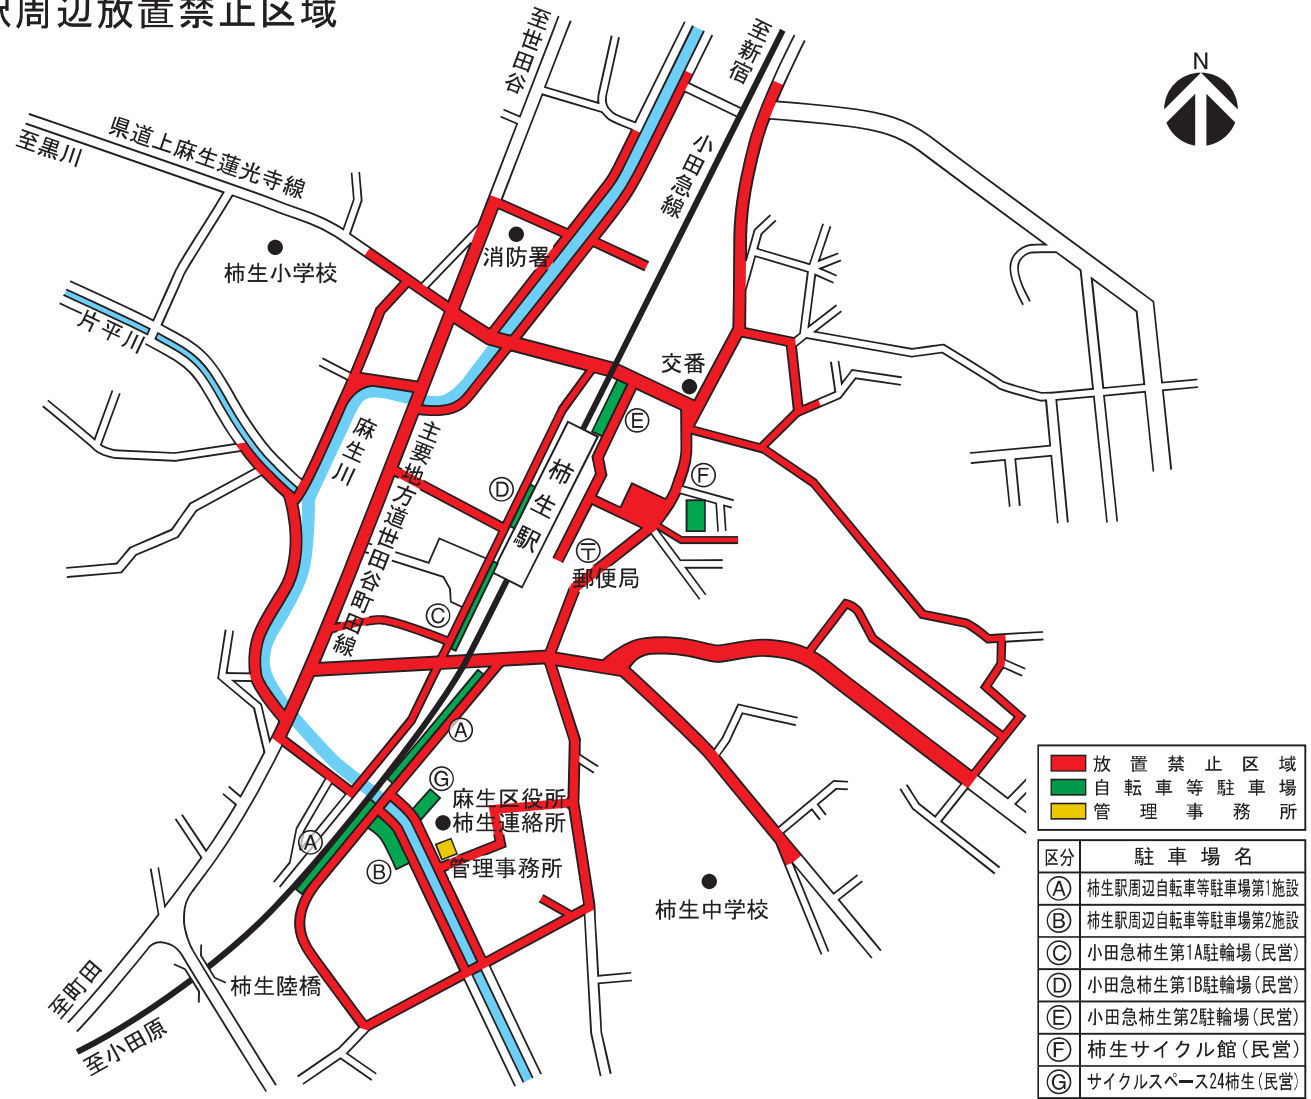 駅周辺放置禁止区域
至世田谷
至新宿
N
県道上麻生蓮光寺線
至黒川
小田急線
消防署
柿生小学校
片平川
交番
E
麻生川
主要地方道世田谷町田線
柿生駅
D
F
〒
郵便局
C
A
G
麻生区役所
柿生連絡所
A
B
管理事務所
柿生中学校
至町田
柿生陸橋
至小田原
放置禁止区域
自転車等駐車場
管理事務所
区分 駐車場名
A 柿生駅周辺自転車等駐車場第1施設
B 柿生駅周辺自転車等駐車場第2施設
C 小田急柿生第1A駐輪場(民営)
D 小田急柿生第1B駐輪場(民営)
E 小田急柿生第2駐輪場(民営)
F 柿生サイクル館(民営)
G サイクルスペース24柿生(民営)